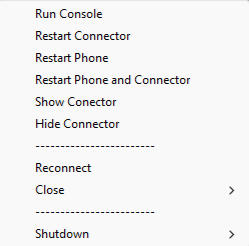 Run Console
Restart Connector
Restart Phone
Restart Phone and Connector
Show Conector
Hide Connector
------------------------
Reconnect
Close
------------------------
Shutdown